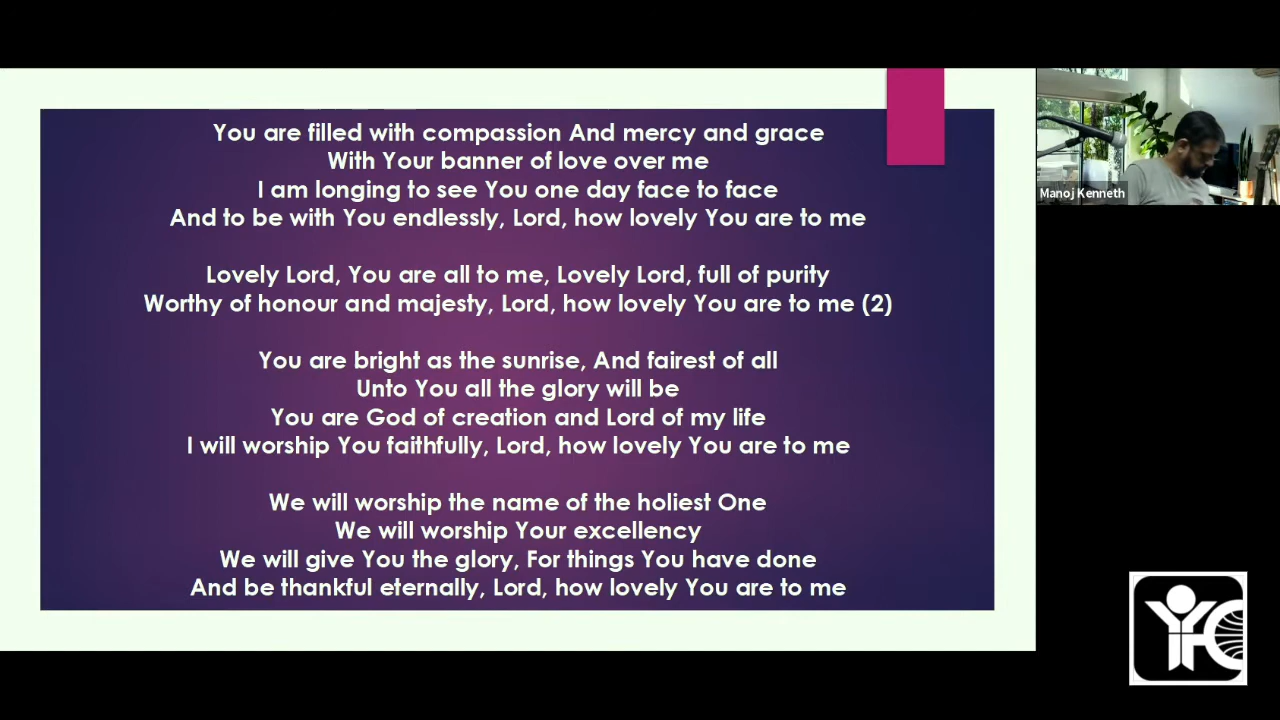 You are filled with compassion And mercy and grace
With Your banner of love over me
I am longing to see You one day face to face
And to be with You endlessly, Lord, how lovely You are to me
Lovely Lord, You are all to me, Lovely Lord, full of purity
Worthy of honour and majesty, Lord, how lovely You are to me (2)
You are bright as the sunrise, And fairest of all
Unto You all the glory will be
You are God of creation and Lord of my life
I will worship You faithfully, Lord, how lovely You are to me
We will worship the name of the holiest One
We will worship Your excellency
We will give You the glory, For things You have done
And be thankful eternally, Lord, how lovely You are to me
Manoj Kenneth
YFC